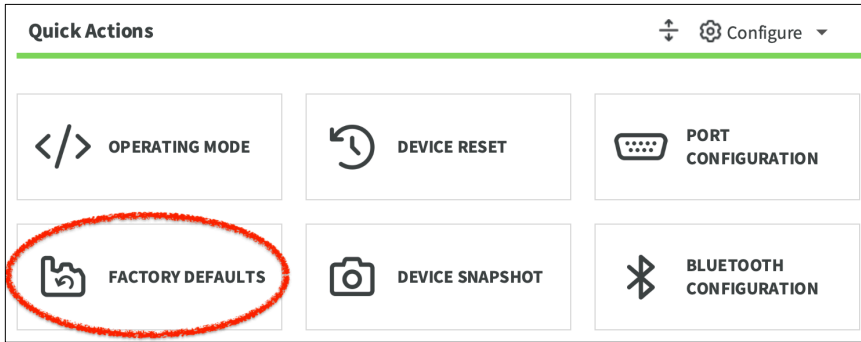 Quick Actions
Configure
OPERATING MODE
DEVICE RESET
PORT
CONFIGURATION
FACTORY DEFAULTS
DEVICE SNAPSHOT
BLUETOOTH
CONFIGURATION